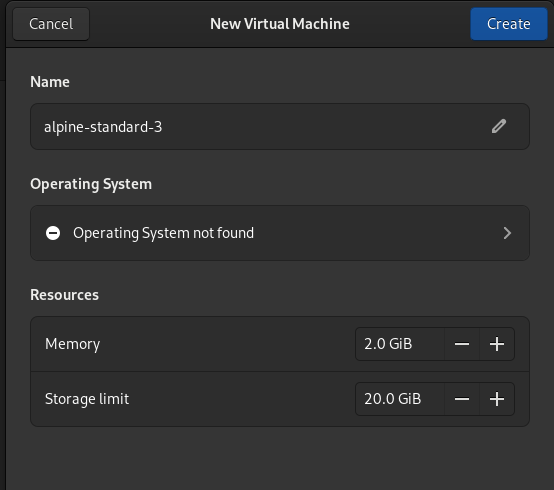 Cancel New Virtual Machine Create
Name
alpine-standard-3
Operating System
Operating System not found
Resources
Memory 2.0 GiB
Storage limit 20.0 GiB